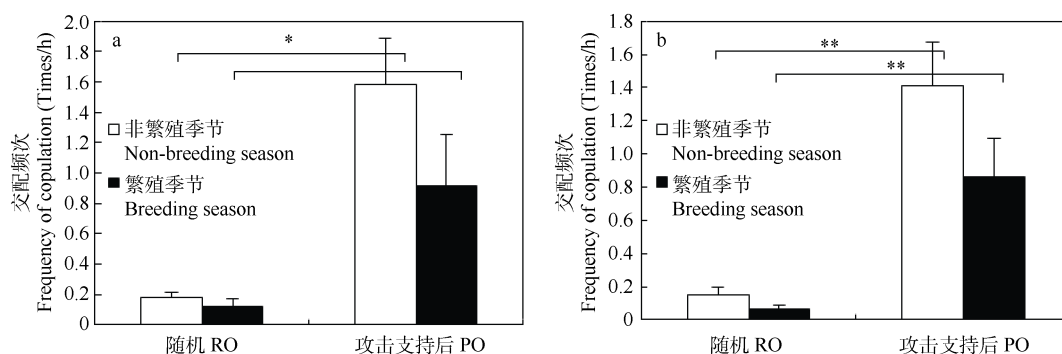 交配频次
Frequency of copulation (Times/h)
2.0
1.8
1.6
1.4
1.2
1.0
0.8
0.6
0.4
0.2
0
a
*
非繁殖季节
Non-breeding season
繁殖季节
Breeding season
随机 RO
攻击支持后 PO
交配频次
Frequency of copulation (Times/h)
1.8
1.6
1.4
1.2
1.0
0.8
0.6
0.4
0.2
0
b
**
**
非繁殖季节
Non-breeding season
繁殖季节
Breeding season
随机 RO
攻击支持后 PO